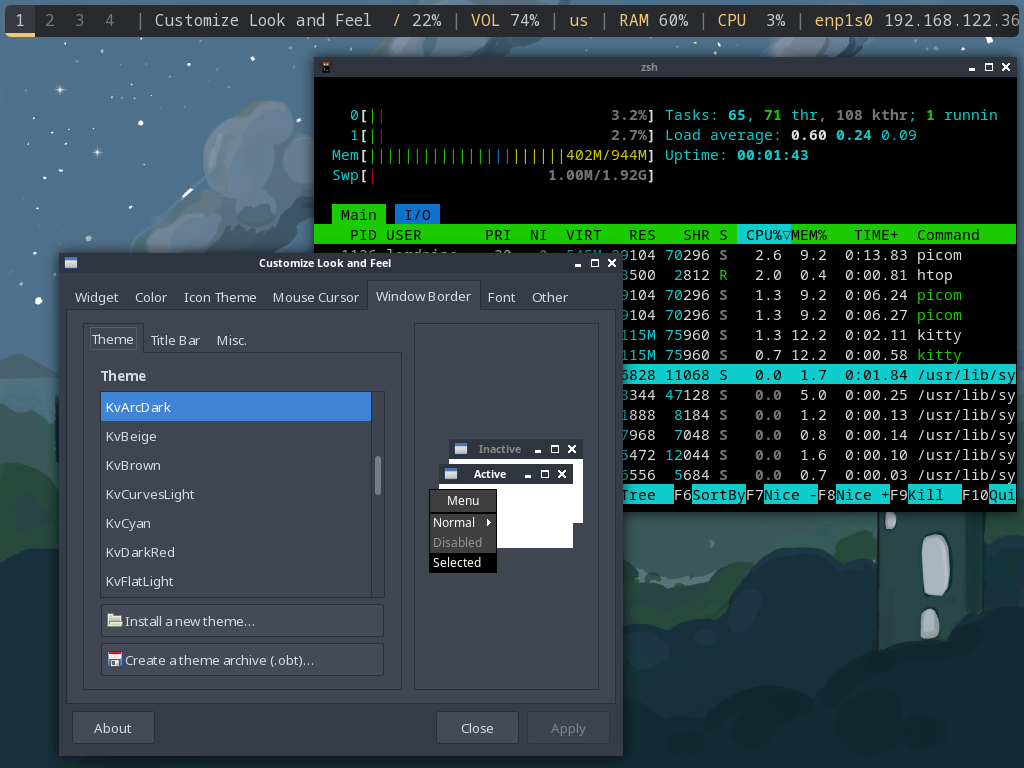 1 2 3 4 | Customize Look and Feel / 22% | VOL 74% | us | RAM 60% | CPU 3% | enp1s0 192.168.122.36
zsh
0[|| 3.2%] Tasks: 65, 71 thr, 108 kthr; 1 runnin
1[|| 2.7%] Load average: 0.60 0.24 0.09
Mem[||||||||||||||||||||||402M/944M] Uptime: 00:01:43
Swp[| 1.00M/1.92G]
Main I/O
PID USER PRI NI VIRT RES SHR S CPU%▽MEM% TIME+ Command
9104 70296 S 2.6 9.2 0:13.83 picom
3500 2812 R 2.0 0.4 0:00.81 htop
9104 70296 S 1.3 9.2 0:06.24 picom
9104 70296 S 1.3 9.2 0:06.27 picom
115M 75960 S 1.3 12.2 0:02.11 kitty
115M 75960 S 0.7 12.2 0:00.58 kitty
6828 11068 S 0.0 1.7 0:01.84 /usr/lib/sy
8344 47128 S 0.0 5.0 0:00.25 /usr/lib/sy
1888 8184 S 0.0 1.2 0:00.13 /usr/lib/sy
7968 7048 S 0.0 0.8 0:00.14 /usr/lib/sy
5472 12044 S 0.0 1.6 0:00.10 /usr/lib/sy
6556 5684 S 0.0 0.7 0:00.03 /usr/lib/sy
Tree F6SortByF7Nice -F8Nice +F9Kill F10Qui
Customize Look and Feel
Widget Color Icon Theme Mouse Cursor Window Border Font Other
Theme Title Bar Misc.
Theme
KvArcDark
KvBeige
KvBrown
KvCurvesLight
KvCyan
KvDarkRed
KvFlatLight
Install a new theme…
Create a theme archive (.obt)…
Inactive
Active
Menu
Normal
Disabled
Selected
About Close Apply